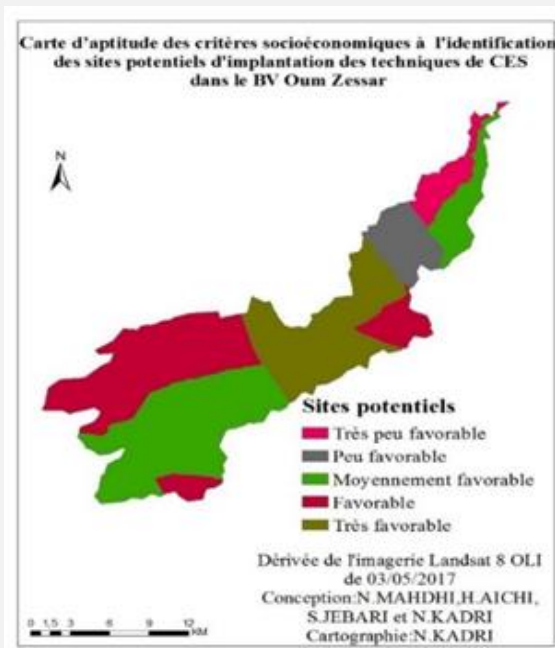 Carte d'aptitude des critères socioéconomiques à l'identification
des sites potentiels d'implantation des techniques de CES
dans le BV Oum Zessar
N
Sites potentiels
Très peu favorable
Peu favorable
Moyennement favorable
Favorable
Très favorable
Dérivée de l'imagerie Landsat 8 OLI
de 03/05/2017
Conception:N.MAHDHI,H.AICHI,
S.JEBARI et N.KADRI
Cartographie:N.KADRI
0 1,5 3 6 9 12
KM